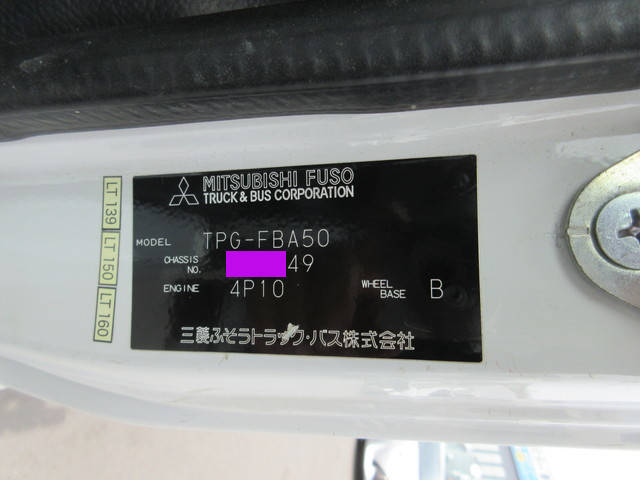 MITSUBISHI FUSO
TRUCK & BUS CORPORATION
MODEL TPG-FBA50
CHASSIS NO. 49
ENGINE 4P10 WHEEL BASE B
三菱ふそうトラック・バス株式会社
LT 139
LT 150
LT 160